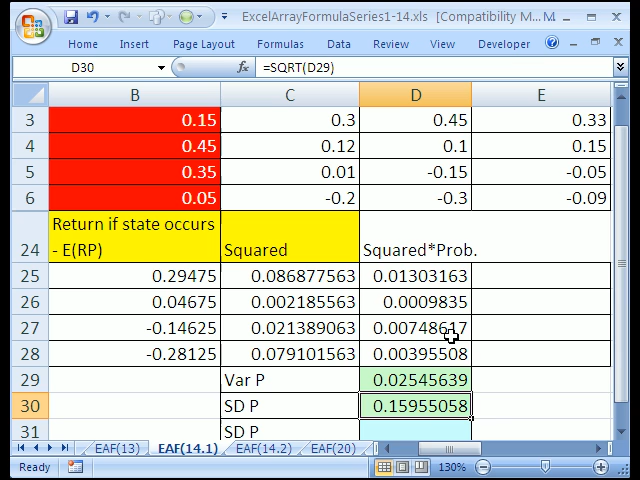 ExcelArrayFormulaSeries1-14.xls [Compatibility M... M...
Home Insert Page Layout Formulas Data Review View Developer
D30 fx =SQRT(D29)
B C D E
3 0.15 0.3 0.45 0.33
4 0.45 0.12 0.1 0.15
5 0.35 0.01 -0.15 -0.05
6 0.05 -0.2 -0.3 -0.09
Return if state occurs
24 - E(RP) Squared Squared*Prob.
25 0.29475 0.086877563 0.01303163
26 0.04675 0.002185563 0.0009835
27 -0.14625 0.021389063 0.00748617
28 -0.28125 0.079101563 0.00395508
29 Var P 0.02545639
30 SD P 0.15955058
31 SD P
EAF(13) EAF(14.1) EAF(14.2) EAF(20)
Ready 130%